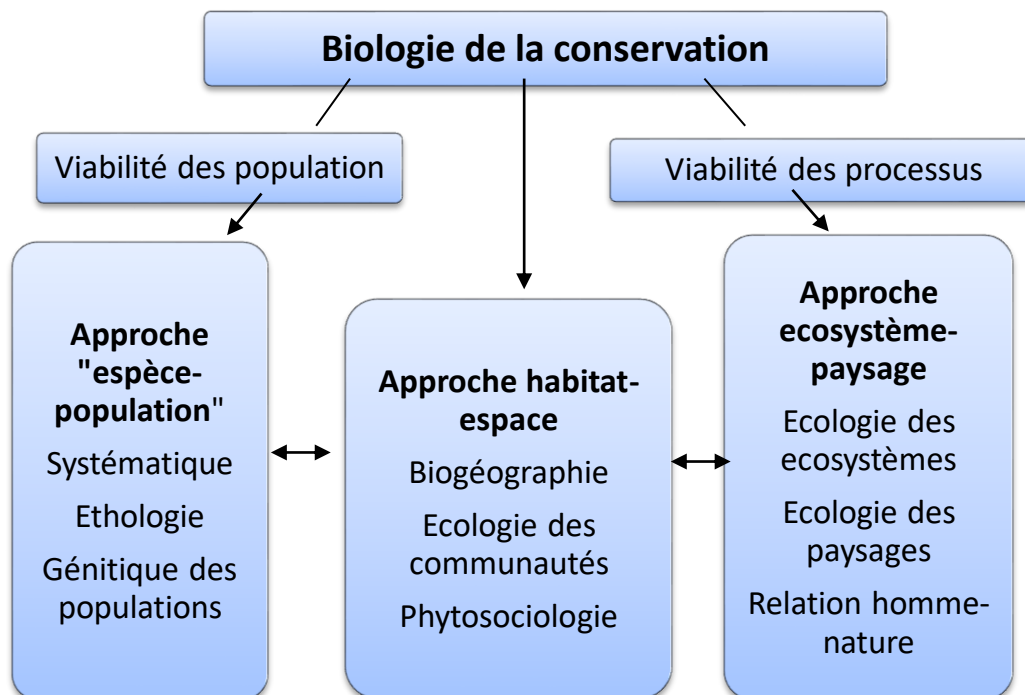 Biologie de la conservation
Viabilité des population
Viabilité des processus
Approche
"espèce-
population"
Systématique
Ethologie
Génitique des
populations
Approche habitat-
espace
Biogéographie
Ecologie des
communautés
Phytosociologie
Approche
ecosystème-
paysage
Ecologie des
ecosystèmes
Ecologie des
paysages
Relation homme-
nature